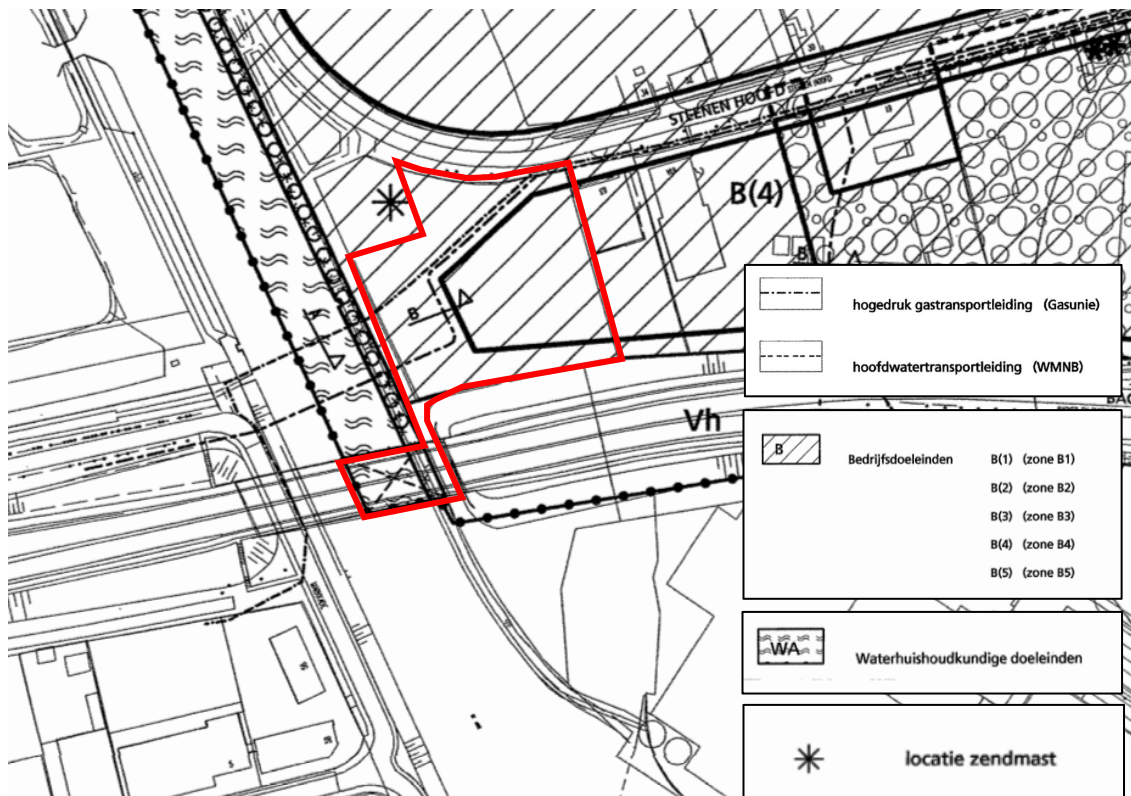 STEENEN HOOFD
B(4)
B
A
B
Vh
hogedruk gastransportleiding (Gasunie)
hoofdwatertransportleiding (WMNB)
B
Bedrijfsdoeleinden
B(1) (zone B1)
B(2) (zone B2)
B(3) (zone B3)
B(4) (zone B4)
B(5) (zone B5)
WA
Waterhuishoudkundige doeleinden
locatie zendmast